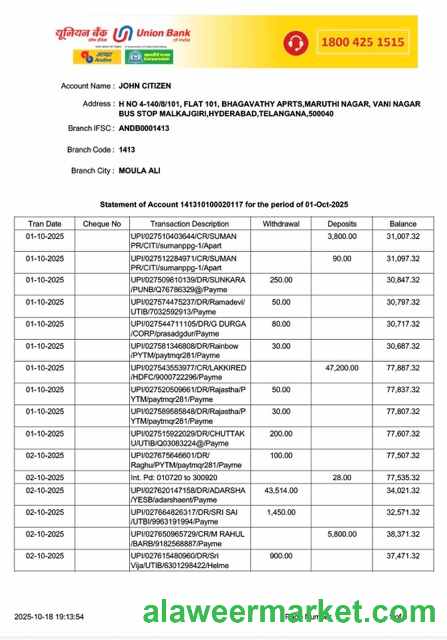 यूनियन बैंक Union Bank
of India
Andhra
Corporation
1800 425 1515
Account Name : JOHN CITIZEN
Address : H NO 4-140/8/101, FLAT 101, BHAGAVATHY APRTS,MARUTHI NAGAR, VANI NAGAR
BUS STOP MALKAJGIRI,HYDERABAD,TELANGANA,500040
Branch IFSC : ANDB0001413
Branch Code : 1413
Branch City : MOULA ALI
Statement of Account 141310100020117 for the period of 01-Oct-2025
Tran Date Cheque No Transaction Description Withdrawal Deposits Balance
01-10-2025 UPI/027510403644/CR/SUMAN 3,800.00 31,007.32
PR/CITI/sumanppg-1/Apart
01-10-2025 UPI/027512284971/CR/SUMAN 90.00 31,097.32
PR/CITI/sumanppg-1/Apart
01-10-2025 UPI/027509810139/DR/SUNKARA 250.00 30,847.32
/PUNB/Q76786329@/Payme
01-10-2025 UPI/027574475237/DR/Ramadevi/ 50.00 30,797.32
UTIB/7032592913/Payme
01-10-2025 UPI/027544711105/DR/G DURGA 80.00 30,717.32
/CORP/prasadgdur/Payme
01-10-2025 UPI/027581346808/DR/Rainbow 30.00 30,687.32
/PYTM/paytmqr281/Payme
01-10-2025 UPI/027543553977/CR/LAKKIRED 47,200.00 77,887.32
/HDFC/9000722296/Payme
01-10-2025 UPI/027520509661/DR/Rajastha/P 50.00 77,837.32
YTM/paytmqr281/Payme
01-10-2025 UPI/027589585848/DR/Rajastha/P 30.00 77,807.32
YTM/paytmqr281/Payme
01-10-2025 UPI/027515922029/DR/CHUTTAK 200.00 77,607.32
U/UTIB/Q03083224@/Payme
02-10-2025 UPI/027675646601/DR/ 100.00 77,507.32
Raghu/PYTM/paytmqr281/Payme
02-10-2025 Int. Pd: 010720 to 300920 28.00 77,535.32
02-10-2025 UPI/027620147158/DR/ADARSHA 43,514.00 34,021.32
/YESB/adarshaent/Payme
02-10-2025 UPI/027664826317/DR/SRI SAI 1,450.00 32,571.32
/UTBI/9963191994/Payme
02-10-2025 UPI/027650965729/CR/M RAHUL 5,800.00 38,371.32
/BARB/9182568887/Payme
02-10-2025 UPI/027615480960/DR/Sri 900.00 37,471.32
Vija/UTIB/6301298422/Helme
2025-10-18 19:13:54
alaweermarket.com